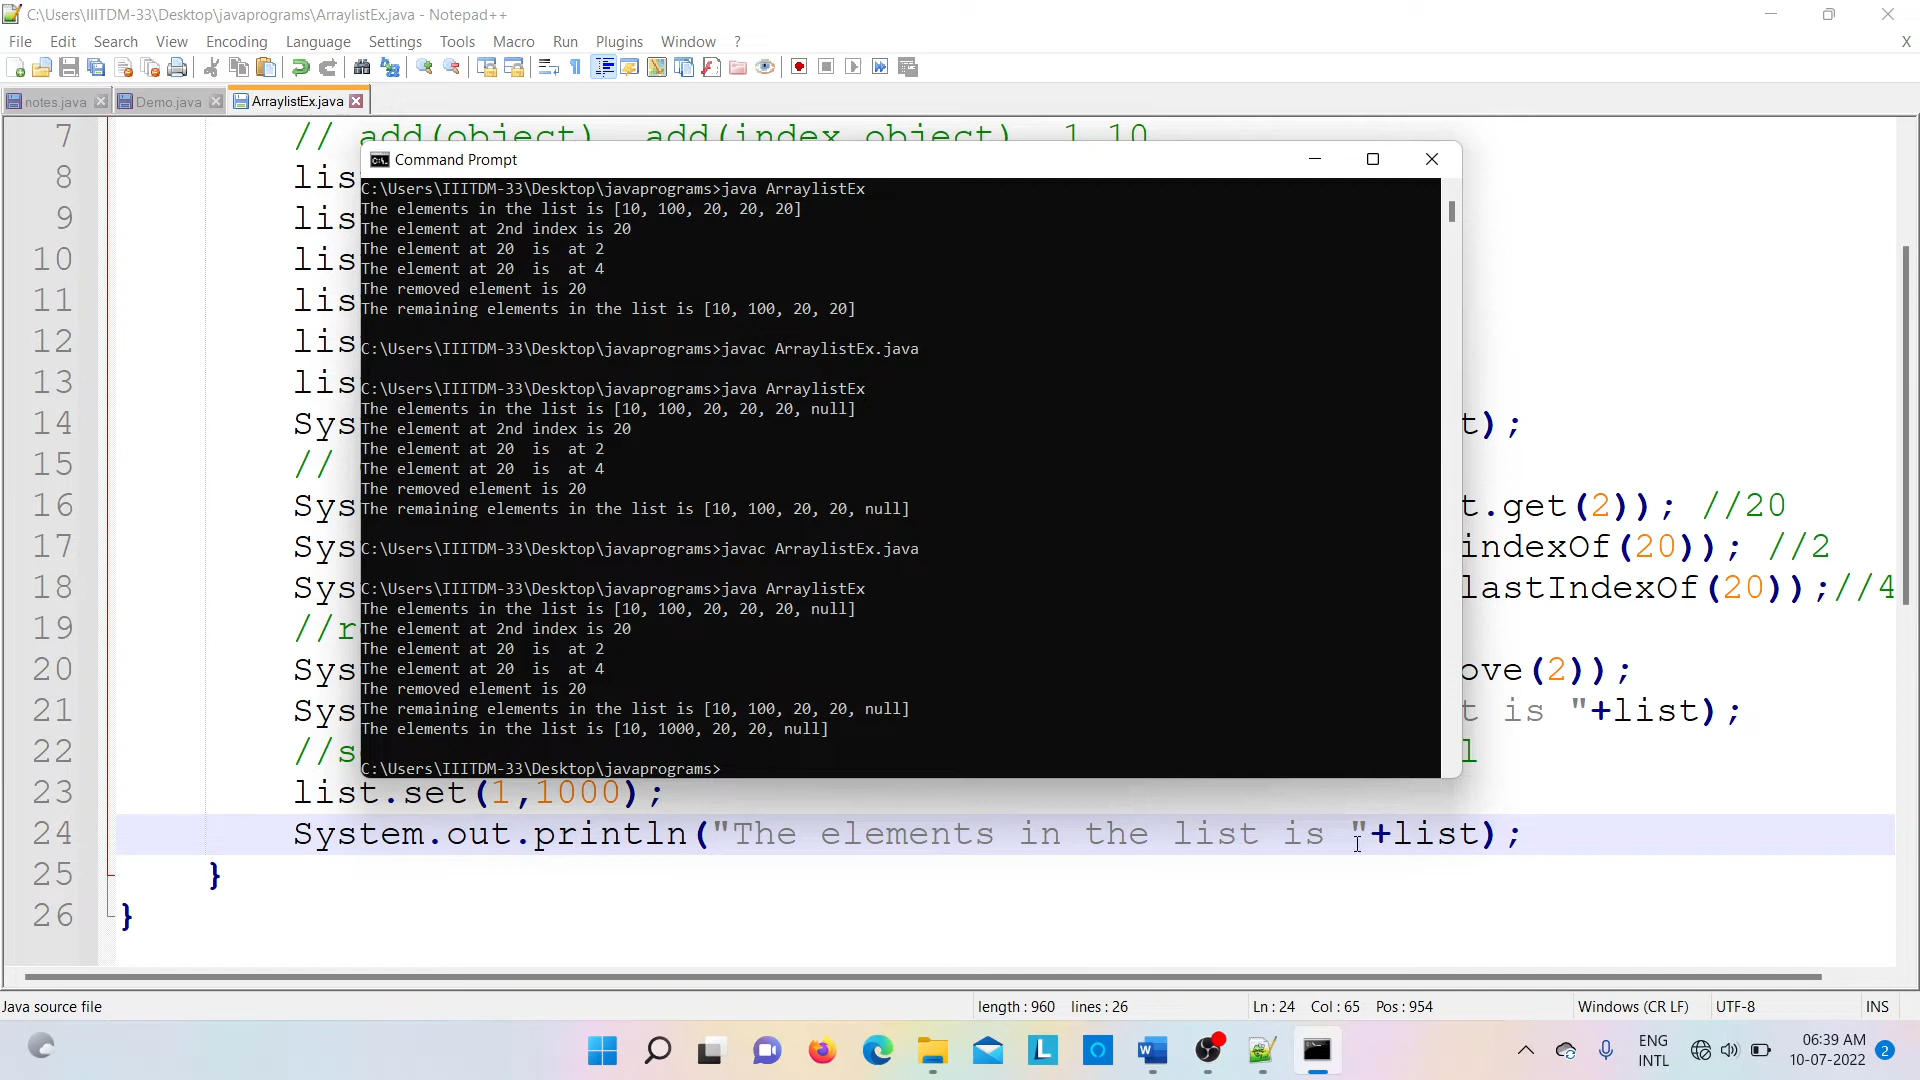 C:\Users\IIITDM-33\Desktop\javaprograms\ArraylistEx.java - Notepad++
File Edit Search View Encoding Language Settings Tools Macro Run Plugins Window ? X
notes.java Demo.java ArraylistEx.java
7 // add(object) add(index object) 1 10
Command Prompt
8 lis
9 lis
10 lis
11 lis
12 lis
13 lis
14 Sys t);
15 //
16 Sys t.get(2)); //20
17 Sys indexOf(20)); //2
18 Sys lastIndexOf(20));//4
19 //r
20 Sys ove(2));
21 Sys t is "+list);
22 //s l
C:\Users\IIITDM-33\Desktop\javaprograms>java ArraylistEx
The elements in the list is [10, 100, 20, 20, 20]
The element at 2nd index is 20
The element at 20  is  at 2
The element at 20  is  at 4
The removed element is 20
The remaining elements in the list is [10, 100, 20, 20]
C:\Users\IIITDM-33\Desktop\javaprograms>javac ArraylistEx.java
C:\Users\IIITDM-33\Desktop\javaprograms>java ArraylistEx
The elements in the list is [10, 100, 20, 20, 20, null]
The element at 2nd index is 20
The element at 20  is  at 2
The element at 20  is  at 4
The removed element is 20
The remaining elements in the list is [10, 100, 20, 20, null]
C:\Users\IIITDM-33\Desktop\javaprograms>javac ArraylistEx.java
C:\Users\IIITDM-33\Desktop\javaprograms>java ArraylistEx
The elements in the list is [10, 100, 20, 20, 20, null]
The element at 2nd index is 20
The element at 20  is  at 2
The element at 20  is  at 4
The removed element is 20
The remaining elements in the list is [10, 100, 20, 20, null]
The elements in the list is [10, 1000, 20, 20, null]
C:\Users\IIITDM-33\Desktop\javaprograms>
23 list.set(1,1000);
24 System.out.println("The elements in the list is "+list);
25 }
26 }
Java source file length : 960 lines : 26 Ln : 24 Col : 65 Pos : 954 Windows (CR LF) UTF-8 INS
ENG 06:39 AM
INTL 10-07-2022 2